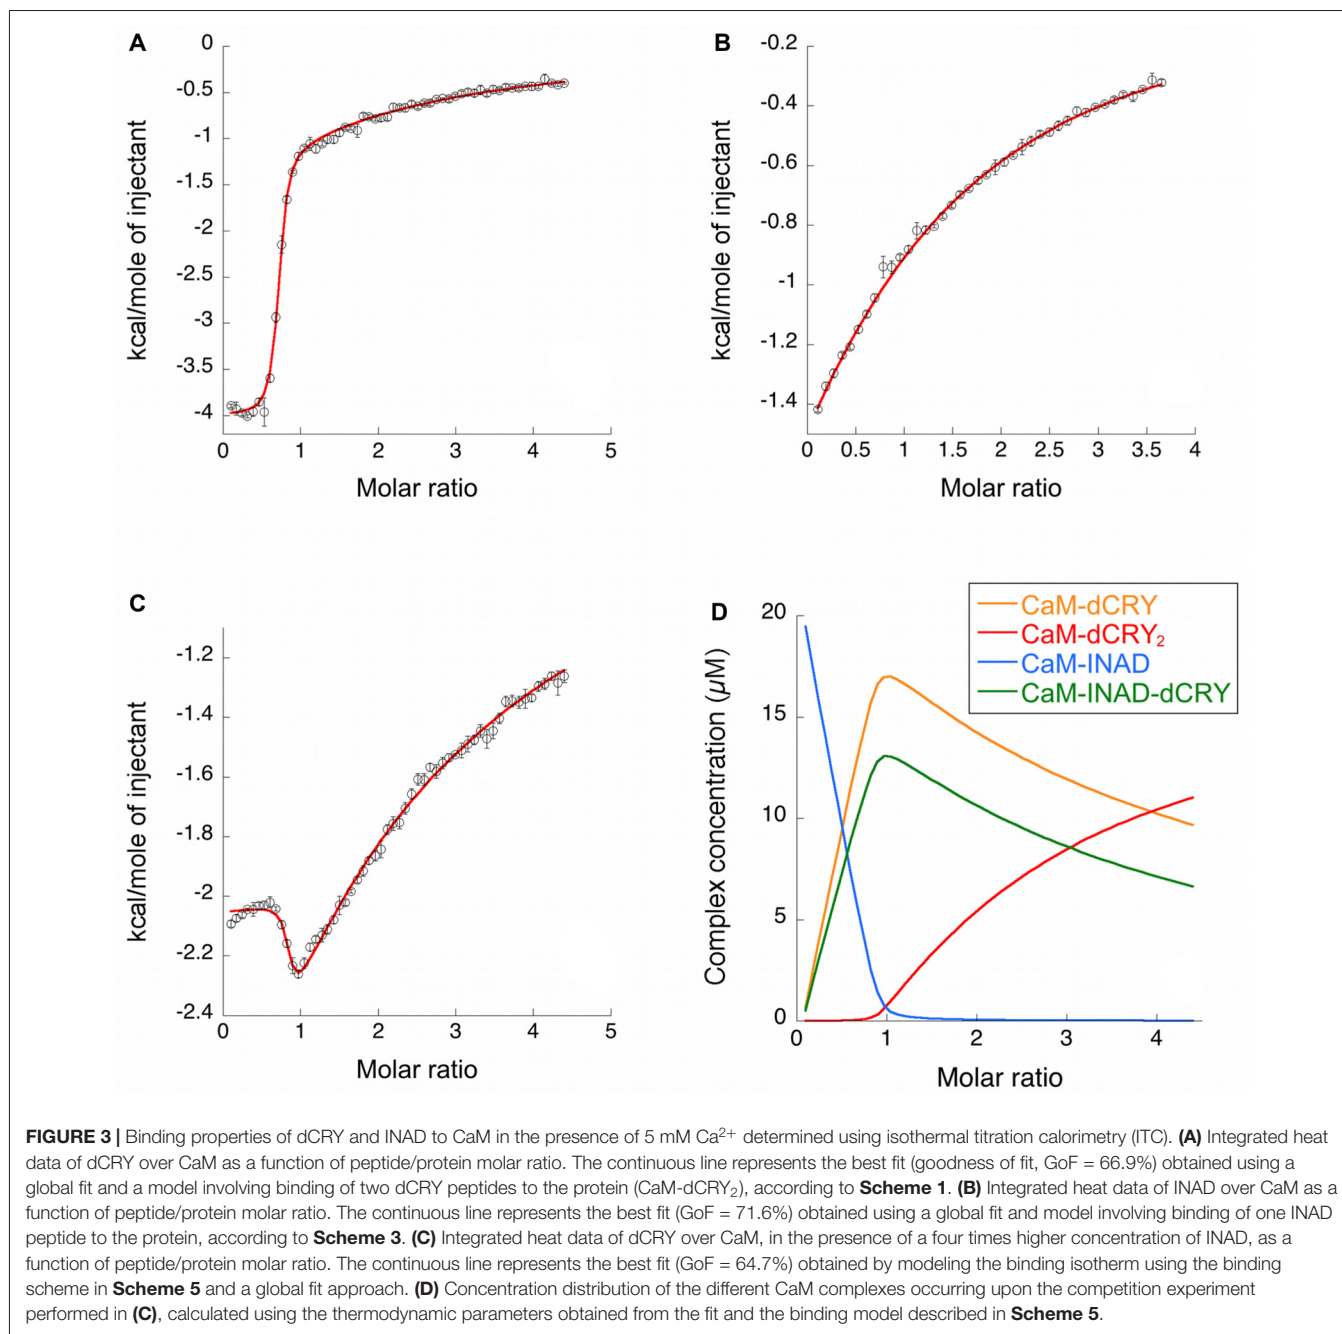 A
0
-0.5
-1
-1.5
-2
-2.5
-3
-3.5
-4
kcal/mole of injectant
0 1 2 3 4 5
Molar ratio
B
-0.2
-0.4
-0.6
-0.8
-1
-1.2
-1.4
kcal/mole of injectant
0 0.5 1 1.5 2 2.5 3 3.5 4
Molar ratio
C
-1.2
-1.4
-1.6
-1.8
-2
-2.2
-2.4
kcal/mole of injectant
0 1 2 3 4 5
Molar ratio
D
CaM-dCRY
CaM-dCRY₂
CaM-INAD
CaM-INAD-dCRY
20
15
10
5
0
Complex concentration (µM)
0 1 2 3 4
Molar ratio
FIGURE 3 | Binding properties of dCRY and INAD to CaM in the presence of 5 mM Ca²⁺ determined using isothermal titration calorimetry (ITC). (A) Integrated heat
data of dCRY over CaM as a function of peptide/protein molar ratio. The continuous line represents the best fit (goodness of fit, GoF = 66.9%) obtained using a
global fit and a model involving binding of two dCRY peptides to the protein (CaM-dCRY₂), according to Scheme 1. (B) Integrated heat data of INAD over CaM as a
function of peptide/protein molar ratio. The continuous line represents the best fit (GoF = 71.6%) obtained using a global fit and model involving binding of one INAD
peptide to the protein, according to Scheme 3. (C) Integrated heat data of dCRY over CaM, in the presence of a four times higher concentration of INAD, as a
function of peptide/protein molar ratio. The continuous line represents the best fit (GoF = 64.7%) obtained by modeling the binding isotherm using the binding
scheme in Scheme 5 and a global fit approach. (D) Concentration distribution of the different CaM complexes occurring upon the competition experiment
performed in (C), calculated using the thermodynamic parameters obtained from the fit and the binding model described in Scheme 5.